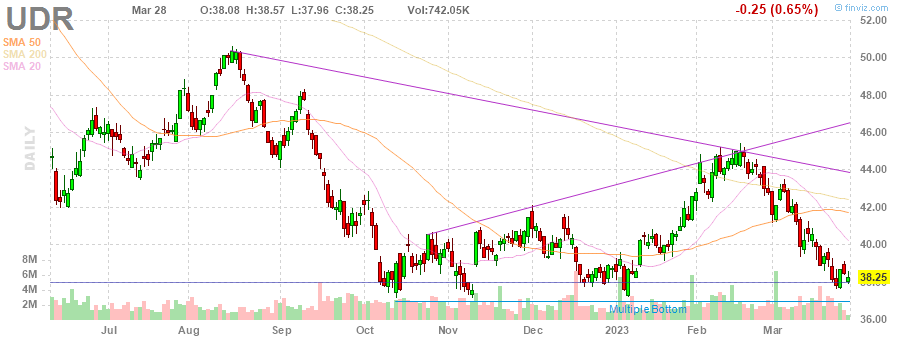 UDR
Mar 28 O:38.08 H:38.57 L:37.96 C:38.25 Vol:742.05K
-0.25 (0.65%)
© finviz.com
SMA 50
SMA 200
SMA 20
DAILY
52.00
50.00
48.00
46.00
44.00
42.00
40.00
38.25
36.00
8M
6M
4M
2M
Multiple Bottom
Jul Aug Sep Oct Nov Dec 2023 Feb Mar